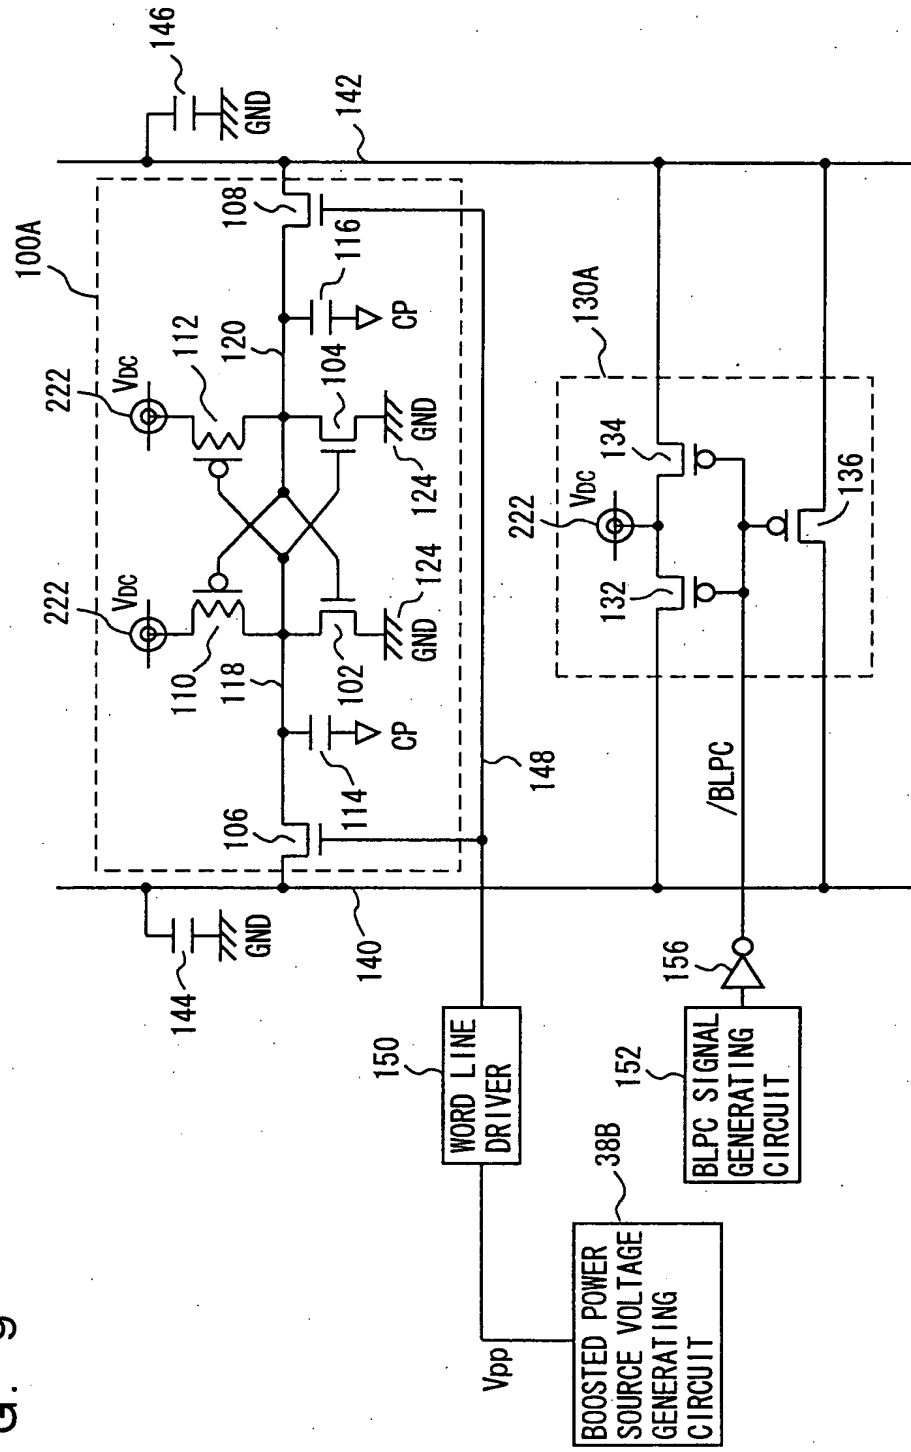 G. 9
100A
146
GND
142
108
116
CP
120
112
222
VDC
104
GND
124
222
VDC
110
118
102
GND
124
114
CP
106
148
140
144
GND
130A
134
222
VDC
132
136
/BLPC
156
150
WORD LINE
DRIVER
152
BLPC SIGNAL
GENERATING
CIRCUIT
38B
Vpp
BOOSTED POWER
SOURCE VOLTAGE
GENERATING
CIRCUIT